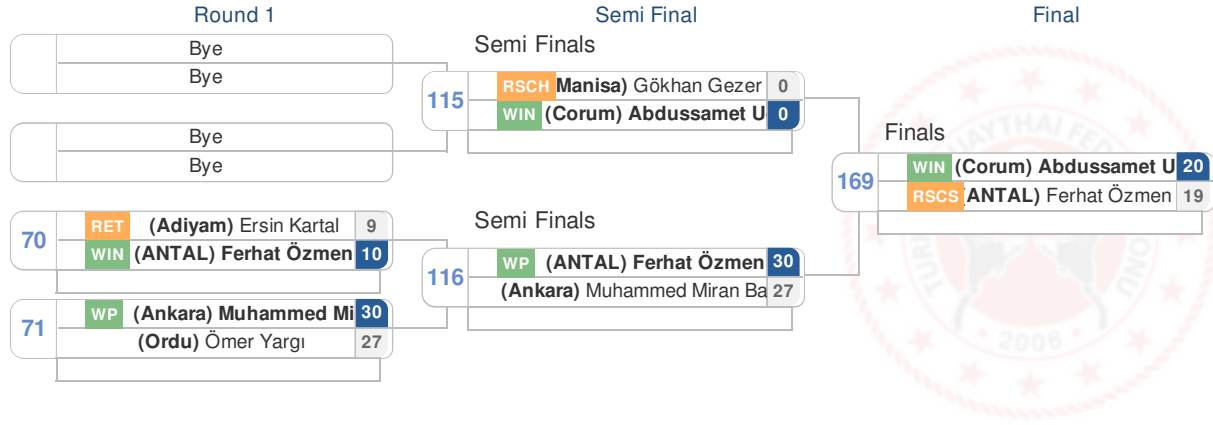 Round 1
Semi Final
Final
Bye
Bye
Bye
Bye
70
RET (Adiyam) Ersin Kartal 9
WIN (ANTAL) Ferhat Özmen 10
71
WP (Ankara) Muhammed Mi 30
(Ordu) Ömer Yargı 27
Semi Finals
115
RSCH Manisa) Gökhan Gezer 0
WIN (Corum) Abdussamet U 0
Semi Finals
116
WP (ANTAL) Ferhat Özmen 30
(Ankara) Muhammed Miran Ba 27
Finals
169
WIN (Corum) Abdussamet U 20
RSCS (ANTAL) Ferhat Özmen 19
2006